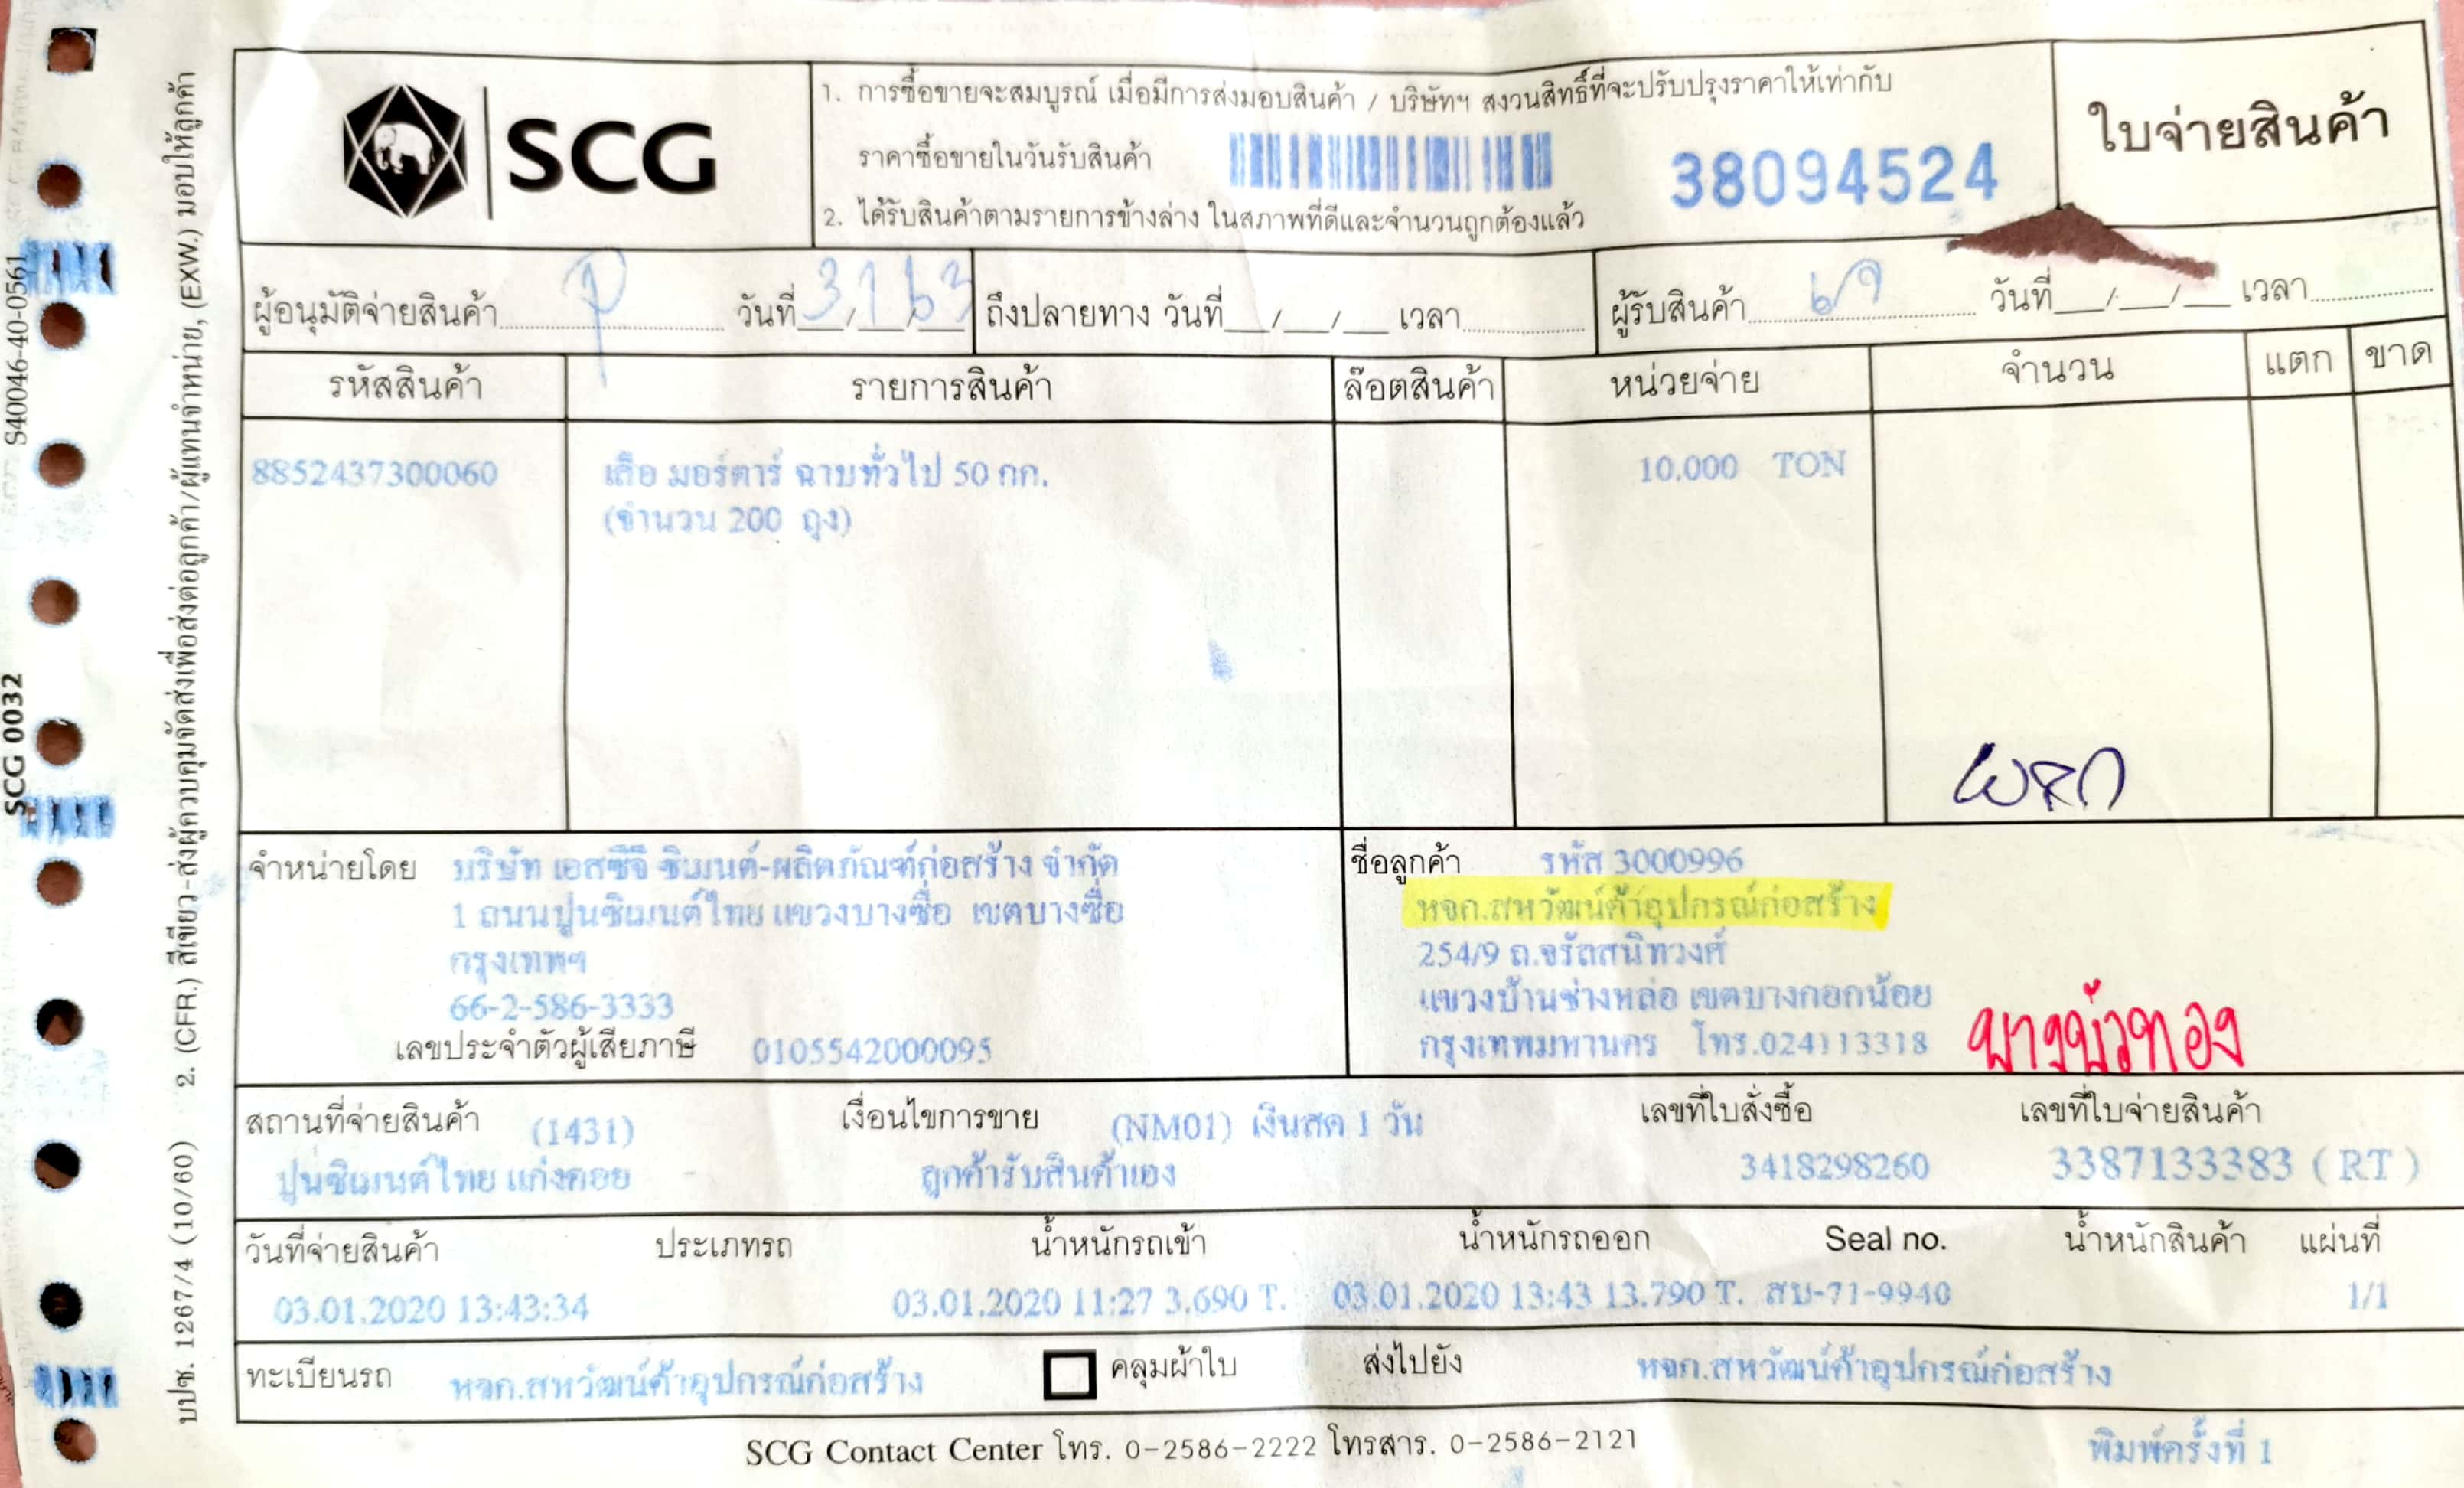 SCG
1. การซื้อขายจะสมบูรณ์ เมื่อมีการส่งมอบสินค้า / บริษัทฯ สงวนสิทธิ์ที่จะปรับปรุงราคาให้เท่ากับ
ราคาซื้อขายในวันรับสินค้า
38094524
2. ได้รับสินค้าตามรายการข้างล่าง ในสภาพที่ดีและจำนวนถูกต้องแล้ว
ใบจ่ายสินค้า
ผู้อนุมัติจ่ายสินค้า วันที่ 3/1/63 ถึงปลายทาง วันที่ __/__/__ เวลา ผู้รับสินค้า วันที่ __/__/__ เวลา
รหัสสินค้า รายการสินค้า ล๊อตสินค้า หน่วยจ่าย จำนวน แตก ขาด
8852437300060 เสือ มอร์ตาร์ ฉาบทั่วไป 50 กก. 10.000 TON
(จำนวน 200 ถุง)
จำหน่ายโดย บริษัท เอสซีจี ซิเมนต์-ผลิตภัณฑ์ก่อสร้าง จำกัด
1 ถนนปูนซิเมนต์ไทย แขวงบางซื่อ เขตบางซื่อ
กรุงเทพฯ
66-2-586-3333
เลขประจำตัวผู้เสียภาษี 0105542000095
ชื่อลูกค้า รหัส 3000996
หจก.สหวัฒน์ค้าอุปกรณ์ก่อสร้าง
254/9 ถ.จรัลสนิทวงศ์
แขวงบ้านช่างหล่อ เขตบางกอกน้อย
กรุงเทพมหานคร โทร.024113318
บางบัวทอง
สถานที่จ่ายสินค้า (1431) เงื่อนไขการขาย (NM01) เงินสด 1 วัน เลขที่ใบสั่งซื้อ เลขที่ใบจ่ายสินค้า
ปูนซิเมนต์ไทย แก่งคอย ลูกค้ารับสินค้าเอง 3418298260 3387133383 (RT)
วันที่จ่ายสินค้า ประเภทรถ น้ำหนักรถเข้า น้ำหนักรถออก Seal no. น้ำหนักสินค้า แผ่นที่
03.01.2020 13:43:34 03.01.2020 11:27 3.690 T. 03.01.2020 13:43 13.790 T. สบ-71-9940 1/1
ทะเบียนรถ หจก.สหวัฒน์ค้าอุปกรณ์ก่อสร้าง คลุมผ้าใบ ส่งไปยัง หจก.สหวัฒน์ค้าอุปกรณ์ก่อสร้าง
SCG Contact Center โทร. 0-2586-2222 โทรสาร. 0-2586-2121
พิมพ์ครั้งที่ 1
บปซ. 1267/4 (10/60) 2. (CFR.) สีเขียว-ส่งผู้ควบคุมจัดส่งเพื่อส่งต่อลูกค้า/ผู้แทนจำหน่าย, (EXW.) มอบให้ลูกค้า
SCG 0032
S40046-40-0561